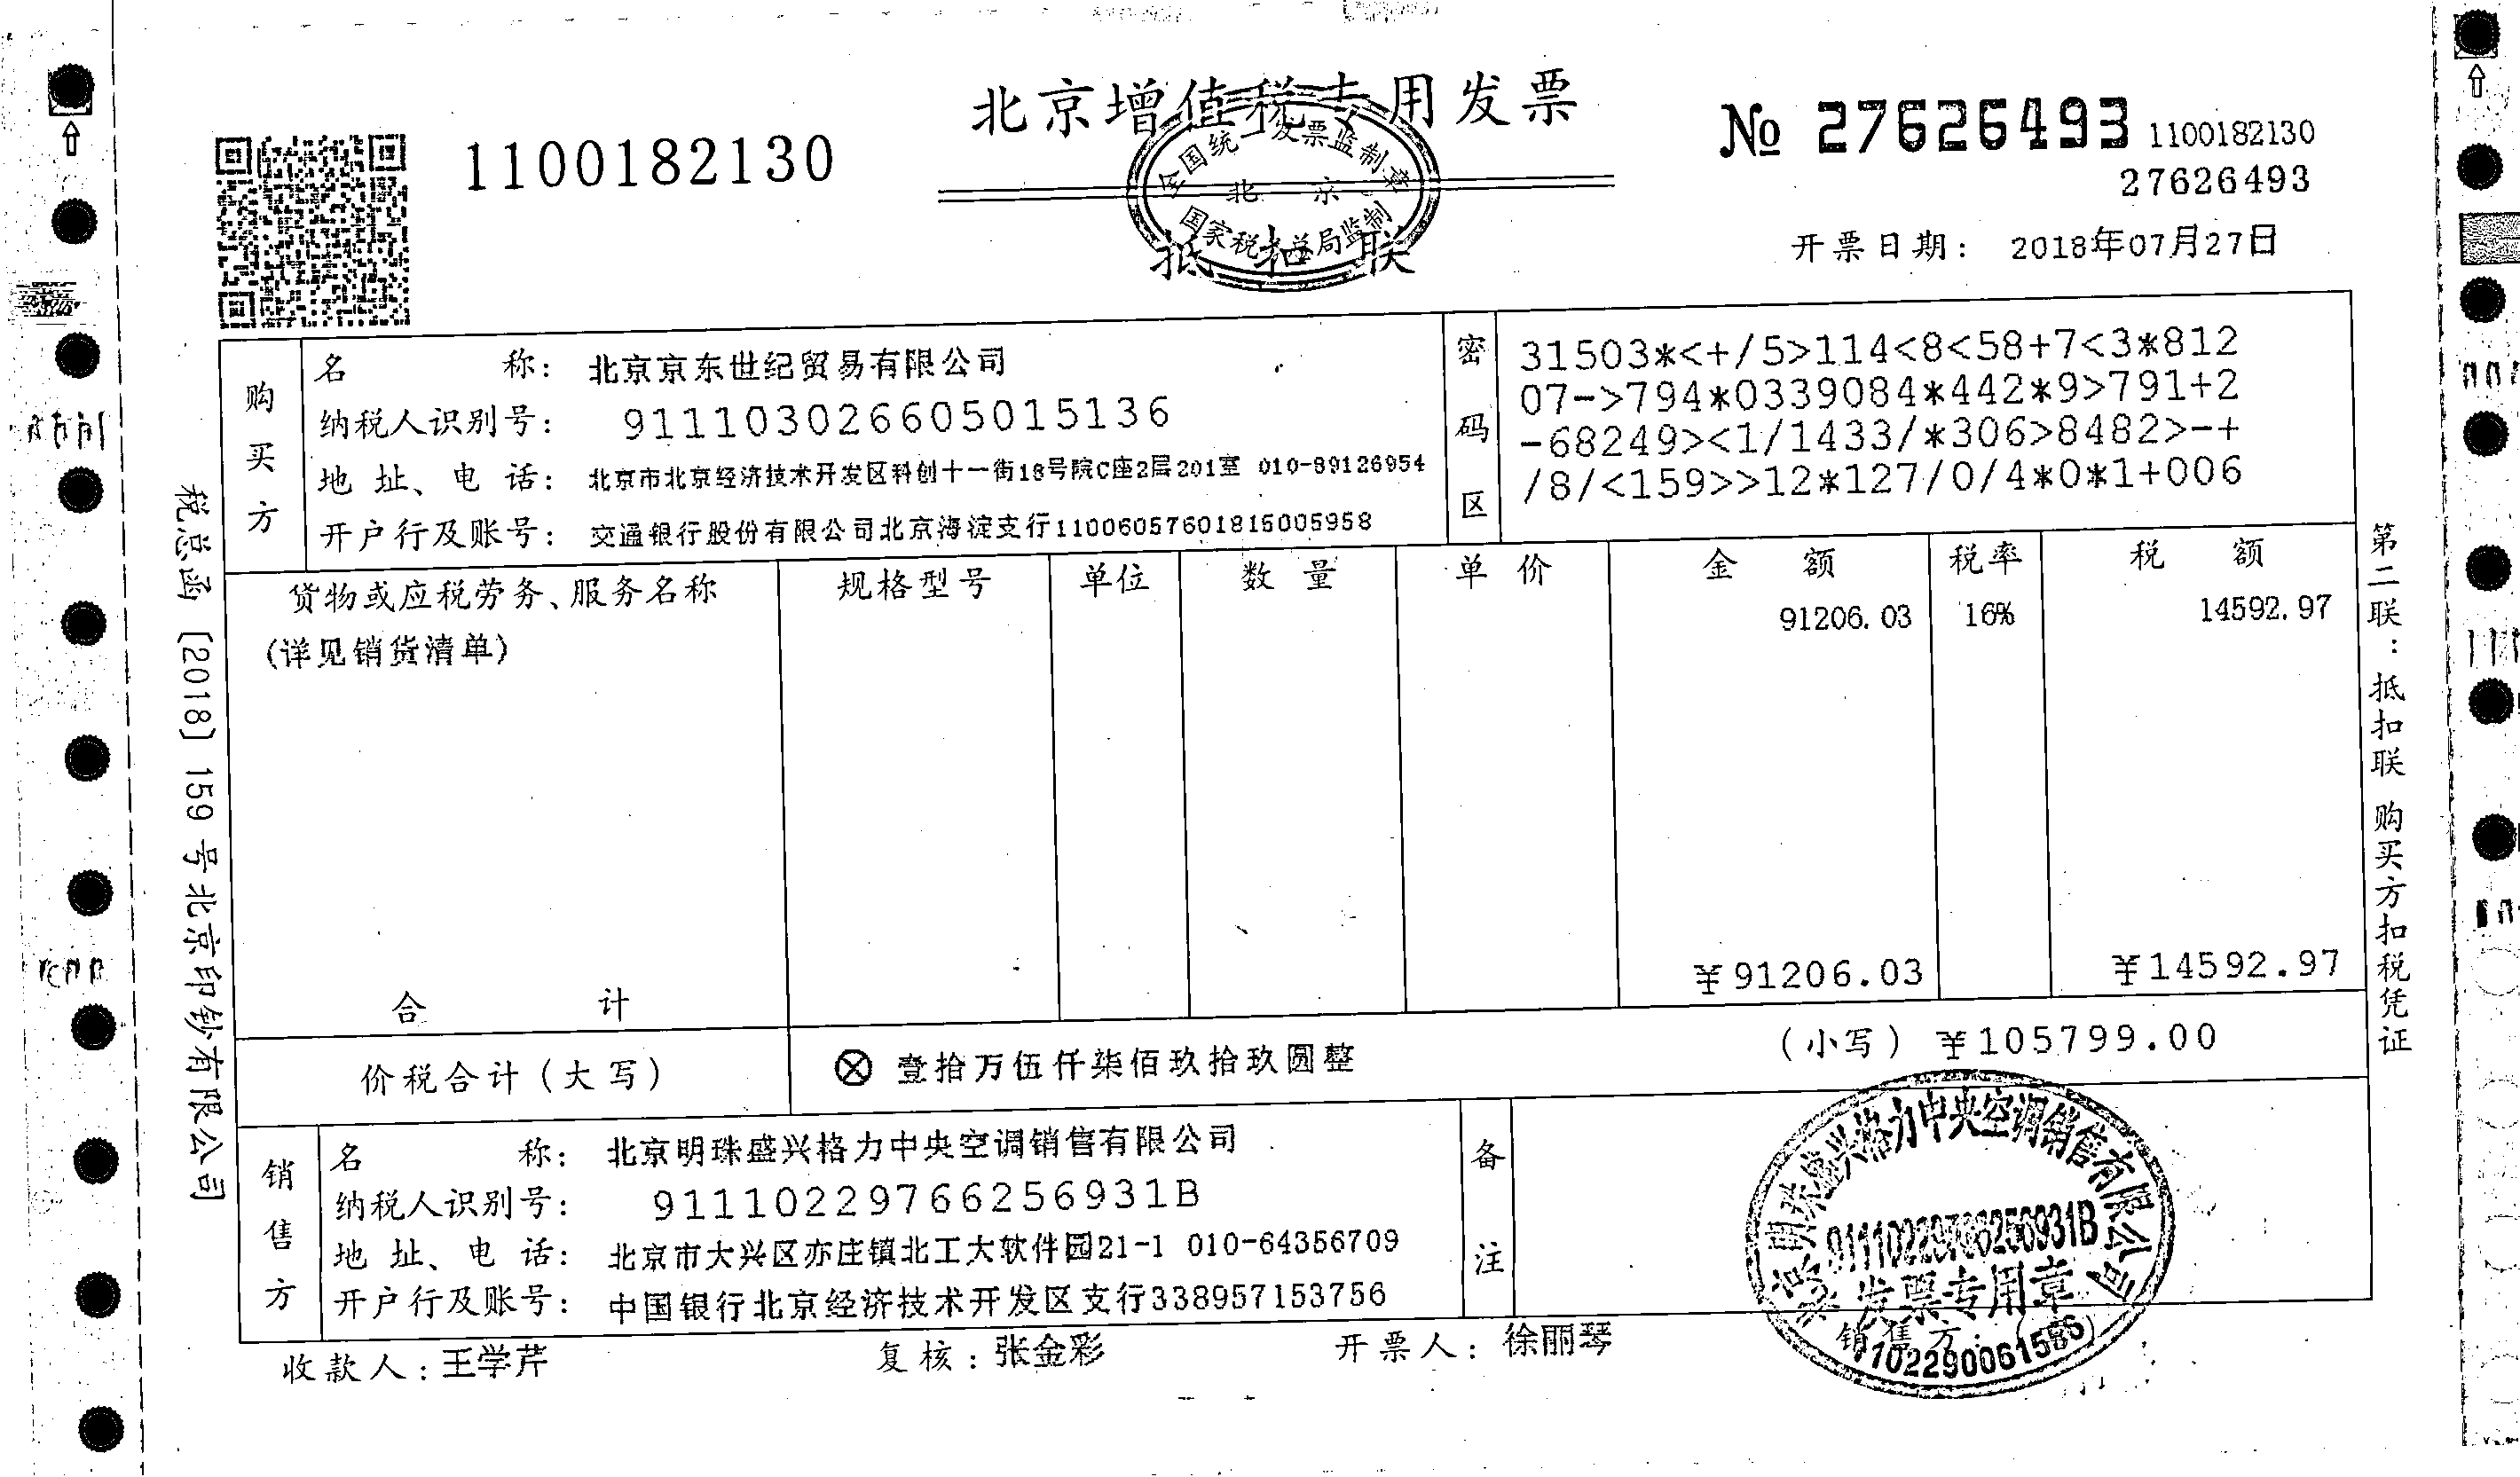 北京增值税专用发票
1100182130
№ 27626493
1100182130
27626493
全国统一发票监制章
北京
国家税务总局监制
抵扣联
开票日期: 2018年07月27日
购买方
名称: 北京京东世纪贸易有限公司
纳税人识别号: 911103026605015136
地址、电话: 北京市北京经济技术开发区科创十一街18号院C座2层201室 010-89126954
开户行及账号: 交通银行股份有限公司北京海淀支行110060576018150059​58
密码区
31503*<+/5>114<8<58+7<3*812
07->794*0339084*442*9>791+2
-68249><1/1433/*306>8482>-+
/8/<159>>12*127/0/4*0*1+006
货物或应税劳务、服务名称 规格型号 单位 数量 单价 金额 税率 税额
(详见销货清单) 91206.03 16% 14592.97
合计 ¥91206.03 ¥14592.97
价税合计(大写) ⊗ 壹拾万伍仟柒佰玖拾玖圆整 (小写) ¥105799.00
销售方
名称: 北京明珠盛兴格力中央空调销售有限公司
纳税人识别号: 91110229766256931B
地址、电话: 北京市大兴区亦庄镇北工大软件园21-1 010-64356709
开户行及账号: 中国银行北京经济技术开发区支行338957153756
备注
收款人: 王学芹 复核: 张金彩 开票人: 徐丽琴 销售方:
北京明珠盛兴格力中央空调销售有限公司
91110229766256931B
发票专用章
税总函〔2018〕159号北京印钞有限公司
第二联:抵扣联 购买方扣税凭证